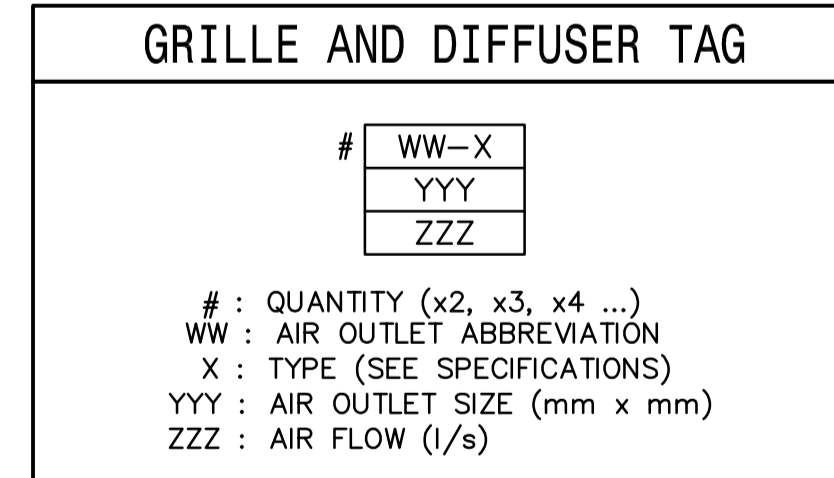 GRILLE AND DIFFUSER TAG
# WW-X
YYY
ZZZ
# : QUANTITY (x2, x3, x4 ...)
WW : AIR OUTLET ABBREVIATION
X : TYPE (SEE SPECIFICATIONS)
YYY : AIR OUTLET SIZE (mm x mm)
ZZZ : AIR FLOW (l/s)